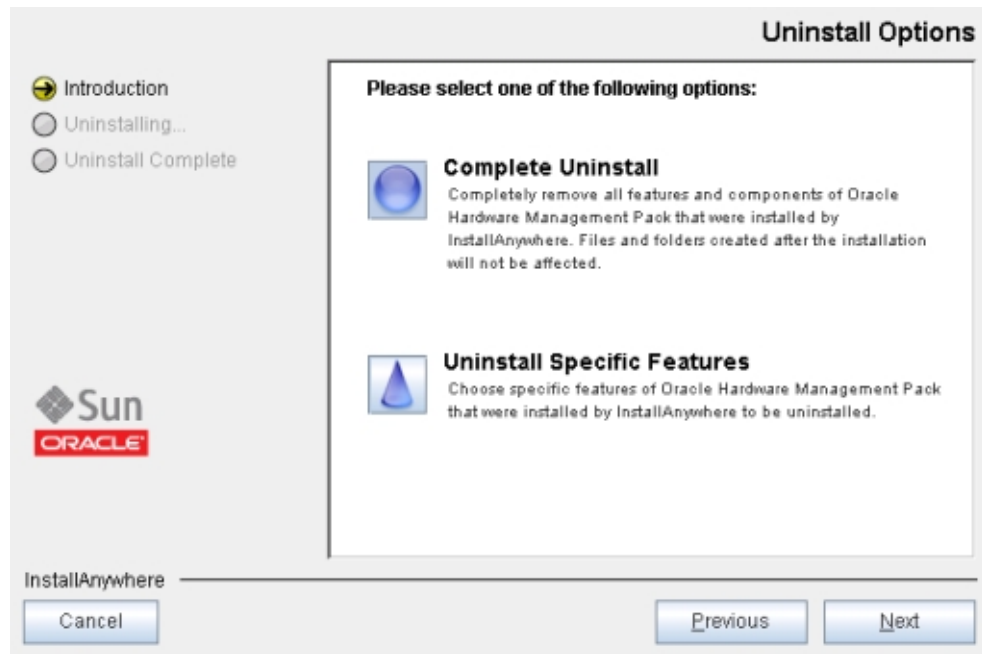 Uninstall Options
Introduction
Uninstalling...
Uninstall Complete
Please select one of the following options:
Complete Uninstall
Completely remove all features and components of Oracle
Hardware Management Pack that were installed by
InstallAnywhere. Files and folders created after the installation
will not be affected.
Uninstall Specific Features
Choose specific features of Oracle Hardware Management Pack
that were installed by InstallAnywhere to be uninstalled.
Sun
ORACLE
InstallAnywhere
Cancel
Previous
Next